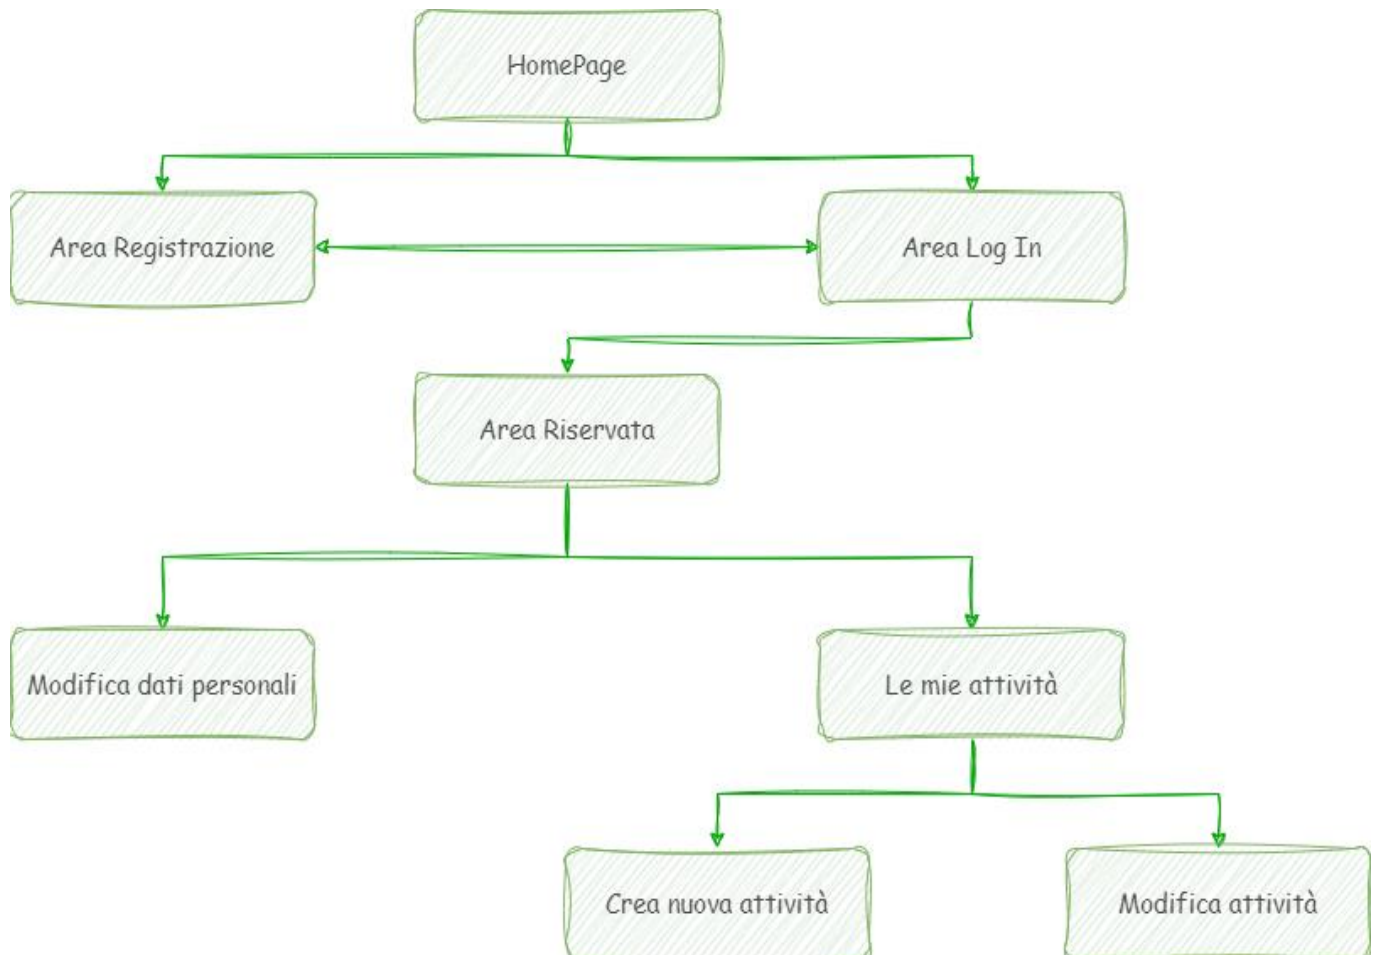 HomePage
Area Registrazione
Area Log In
Area Riservata
Modifica dati personali
Le mie attività
Crea nuova attività
Modifica attività